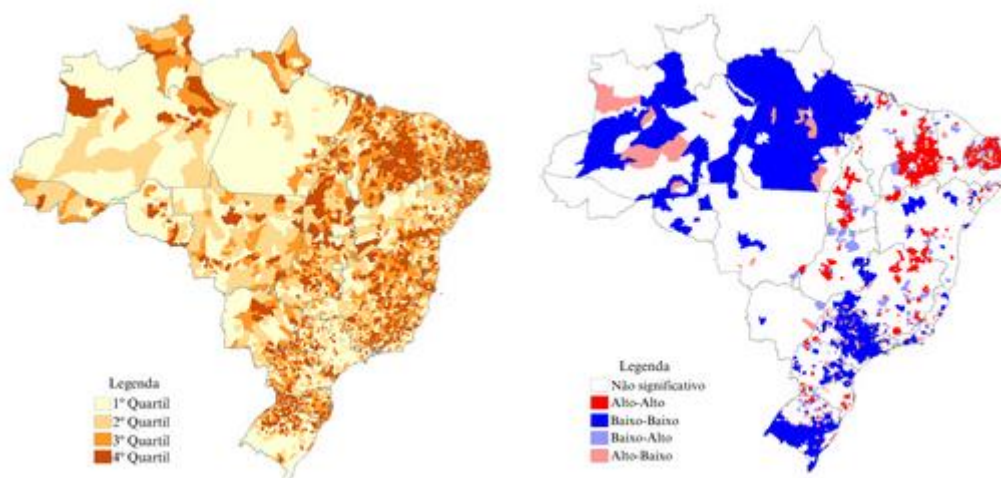 Legenda
1º Quartil
2º Quartil
3º Quartil
4º Quartil
Legenda
Não significativo
Alto-Alto
Baixo-Baixo
Baixo-Alto
Alto-Baixo